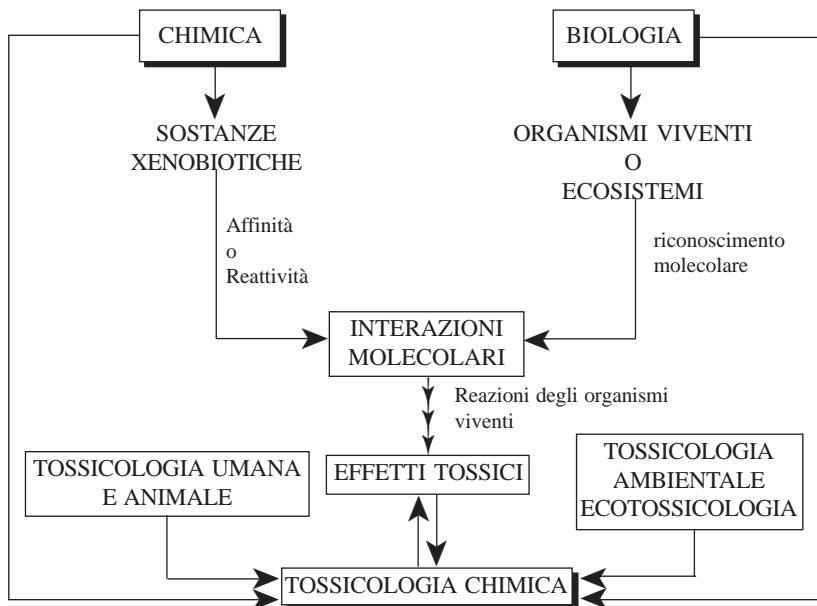 CHIMICA
BIOLOGIA
SOSTANZE
XENOBIOTICHE
ORGANISMI VIVENTI
O
ECOSISTEMI
Affinità
o
Reattività
riconoscimento
molecolare
INTERAZIONI
MOLECOLARI
Reazioni degli organismi
viventi
TOSSICOLOGIA UMANA
E ANIMALE
EFFETTI TOSSICI
TOSSICOLOGIA
AMBIENTALE
ECOTOSSICOLOGIA
TOSSICOLOGIA CHIMICA